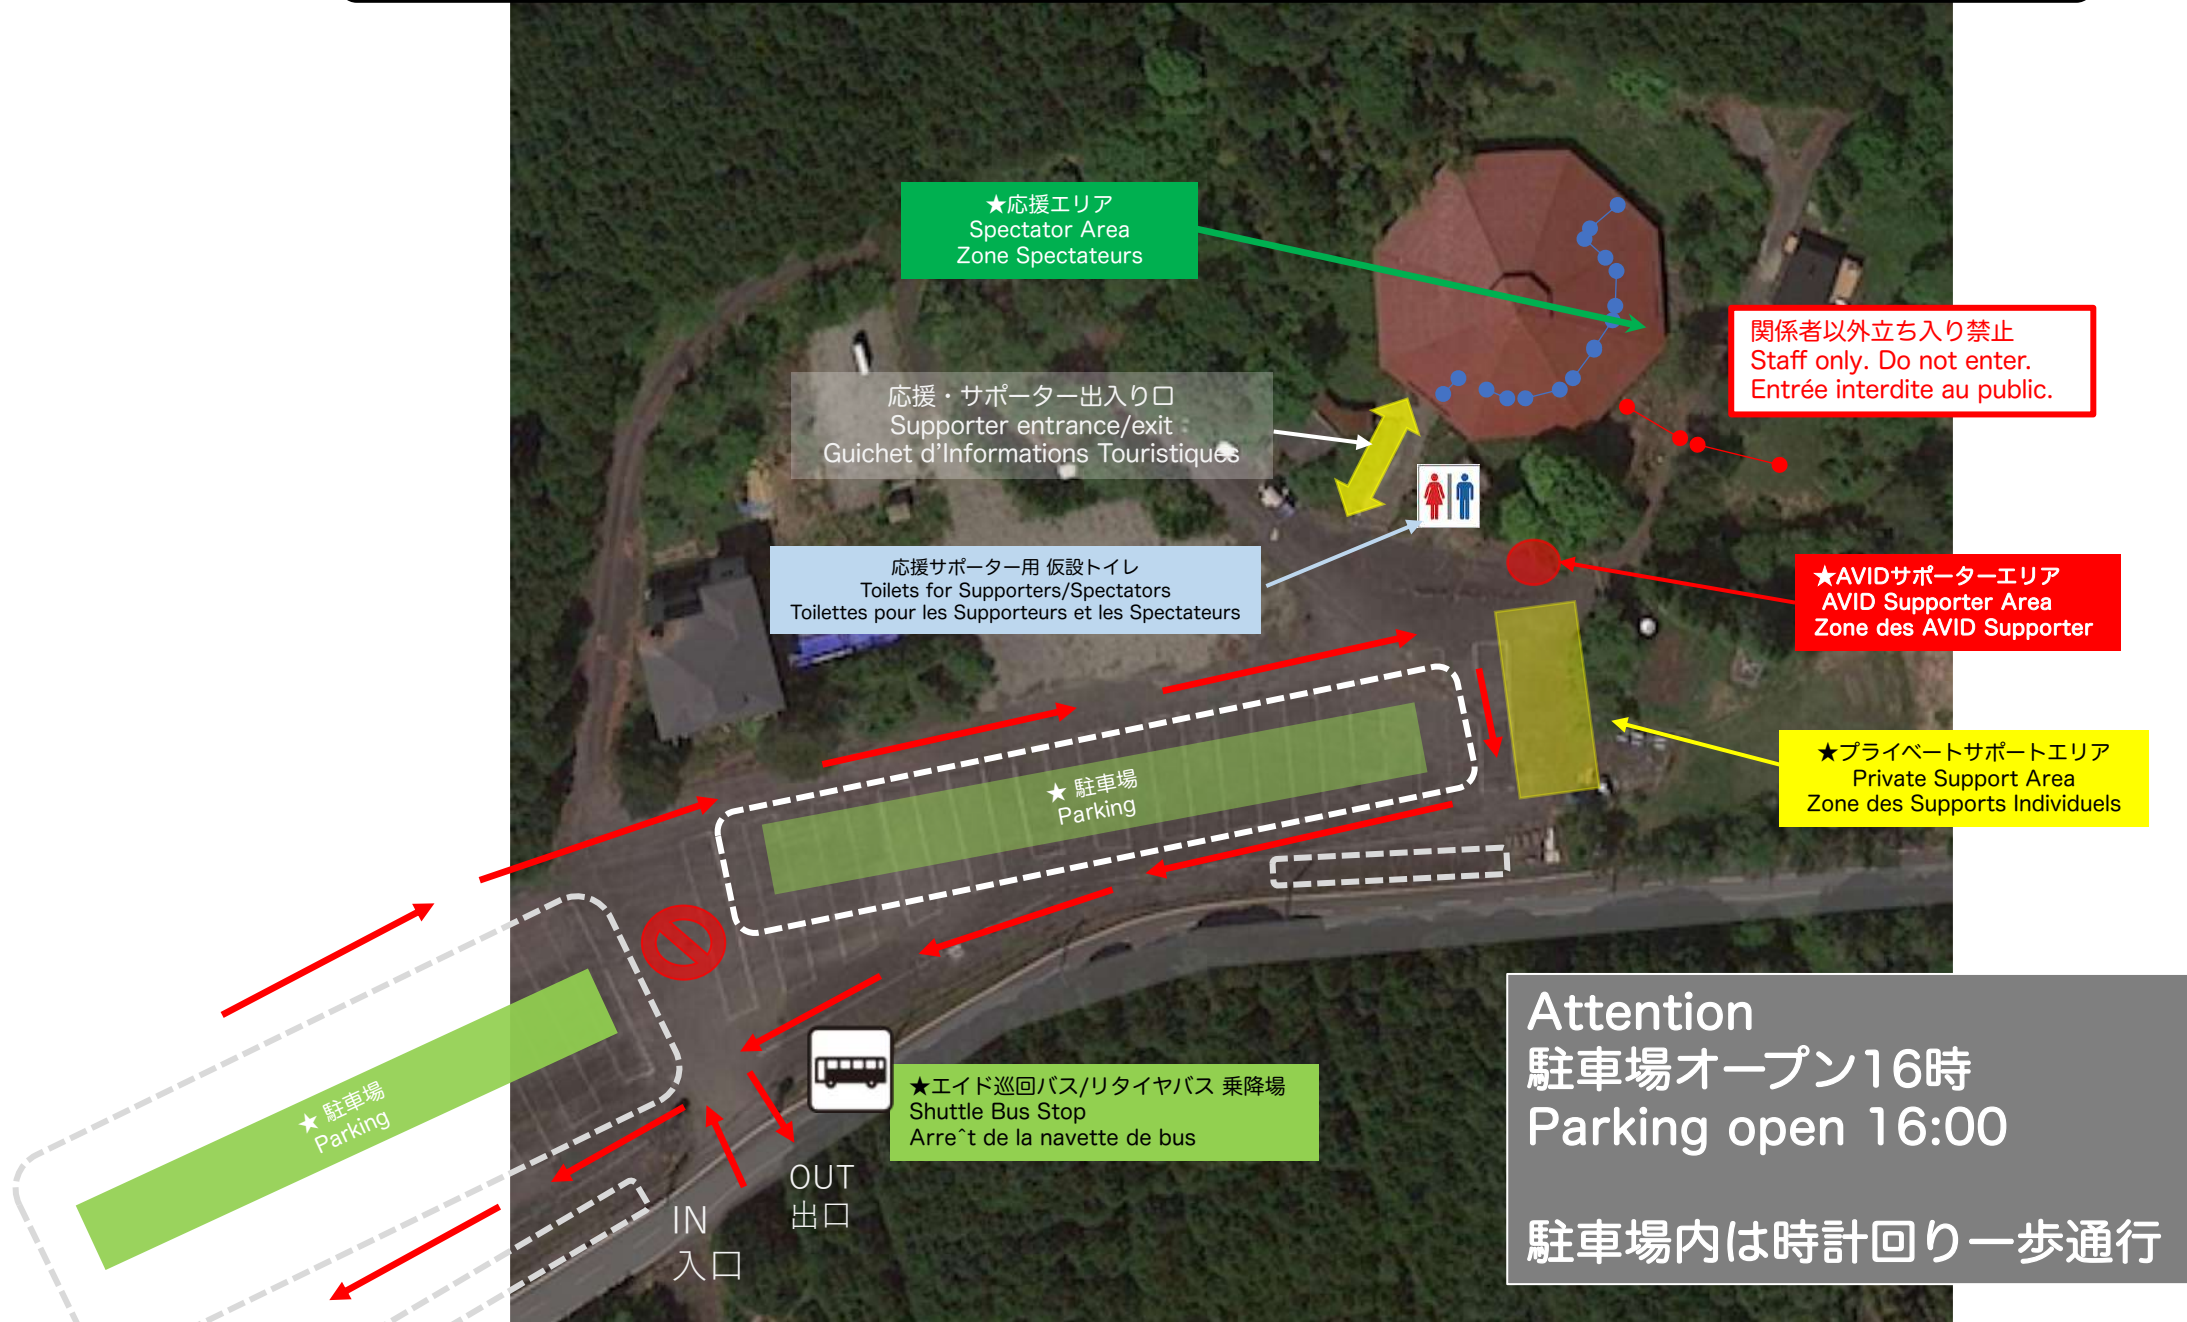 ★応援エリア
Spectator Area
Zone Spectateurs
関係者以外立ち入り禁止
Staff only. Do not enter.
Entrée interdite au public.
応援・サポーター出入り口
Supporter entrance/exit
Guichet d'Informations Touristiques
応援サポーター用 仮設トイレ
Toilets for Supporters/Spectators
Toilettes pour les Supporteurs et les Spectateurs
★AVIDサポーターエリア
AVID Supporter Area
Zone des AVID Supporter
★プライベートサポートエリア
Private Support Area
Zone des Supports Individuels
★ 駐車場
Parking
★ 駐車場
Parking
★エイド巡回バス/リタイヤバス 乗降場
Shuttle Bus Stop
Arre^t de la navette de bus
OUT
出口
IN
入口
Attention
駐車場オープン16時
Parking open 16:00
駐車場内は時計回り一歩通行